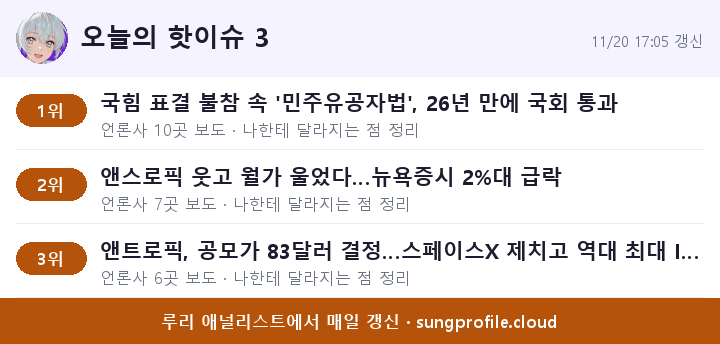 오늘의 핫이슈 3
11/20 17:05 갱신
1위
국힘 표결 불참 속 '민주유공자법', 26년 만에 국회 통과
언론사 10곳 보도 · 나한테 달라지는 점 정리
2위
앤스로픽 웃고 월가 울었다...뉴욕증시 2%대 급락
언론사 7곳 보도 · 나한테 달라지는 점 정리
3위
앤트로픽, 공모가 83달러 결정...스페이스X 제치고 역대 최대 I...
언론사 6곳 보도 · 나한테 달라지는 점 정리
루리 애널리스트에서 매일 갱신 · sungprofile.cloud